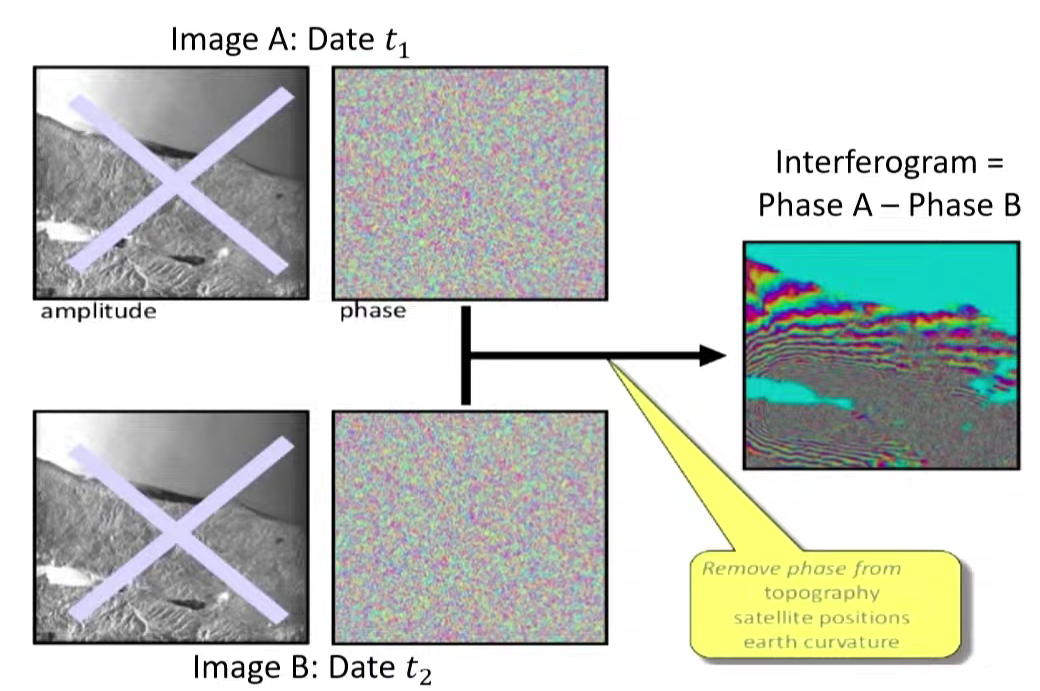 Image A: Date t₁
amplitude
phase
Interferogram =
Phase A – Phase B
Remove phase from
topography
satellite positions
earth curvature
Image B: Date t₂